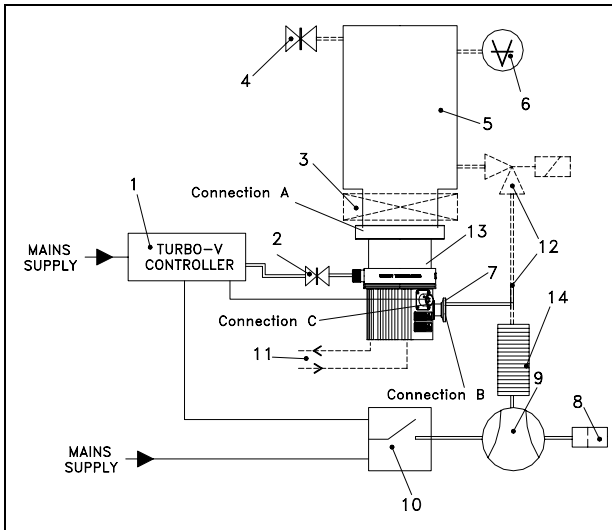 4
6
5
3
1
Connection A
12
MAINS
SUPPLY
TURBO-V
CONTROLLER
2
13
7
Connection C
14
11
Connection B
9
8
MAINS
SUPPLY
10